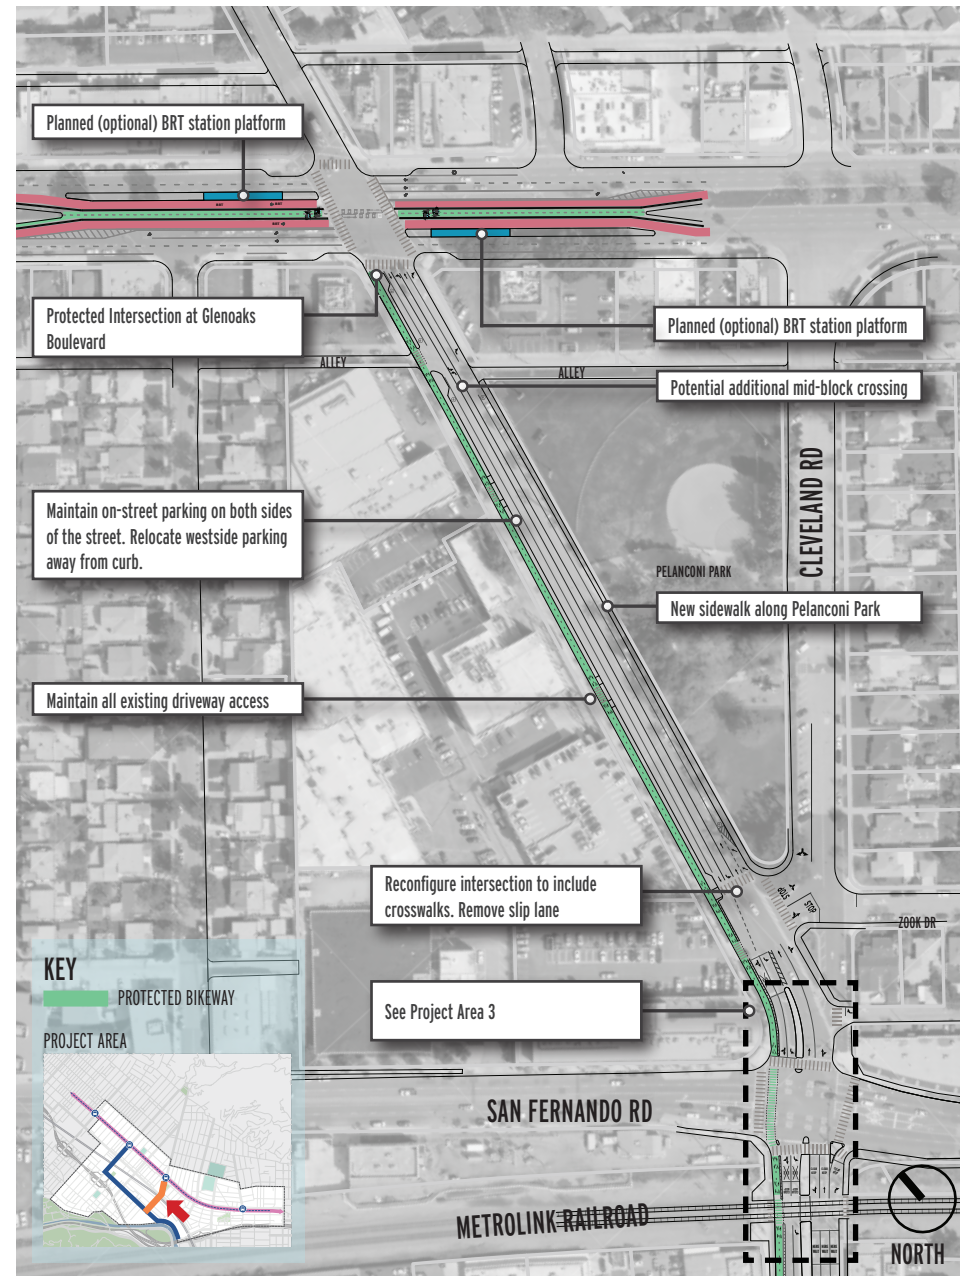 Planned (optional) BRT station platform
Protected Intersection at Glenoaks
Boulevard
Planned (optional) BRT station platform
ALLEY
ALLEY
Potential additional mid-block crossing
CLEVELAND RD
Maintain on-street parking on both sides
of the street. Relocate westside parking
away from curb.
PELANCONI PARK
New sidewalk along Pelanconi Park
Maintain all existing driveway access
Reconfigure intersection to include
crosswalks. Remove slip lane
STOP
STOP
ZOOK DR
KEY
PROTECTED BIKEWAY
See Project Area 3
PROJECT AREA
SAN FERNANDO RD
METROLINK RAILROAD
NORTH